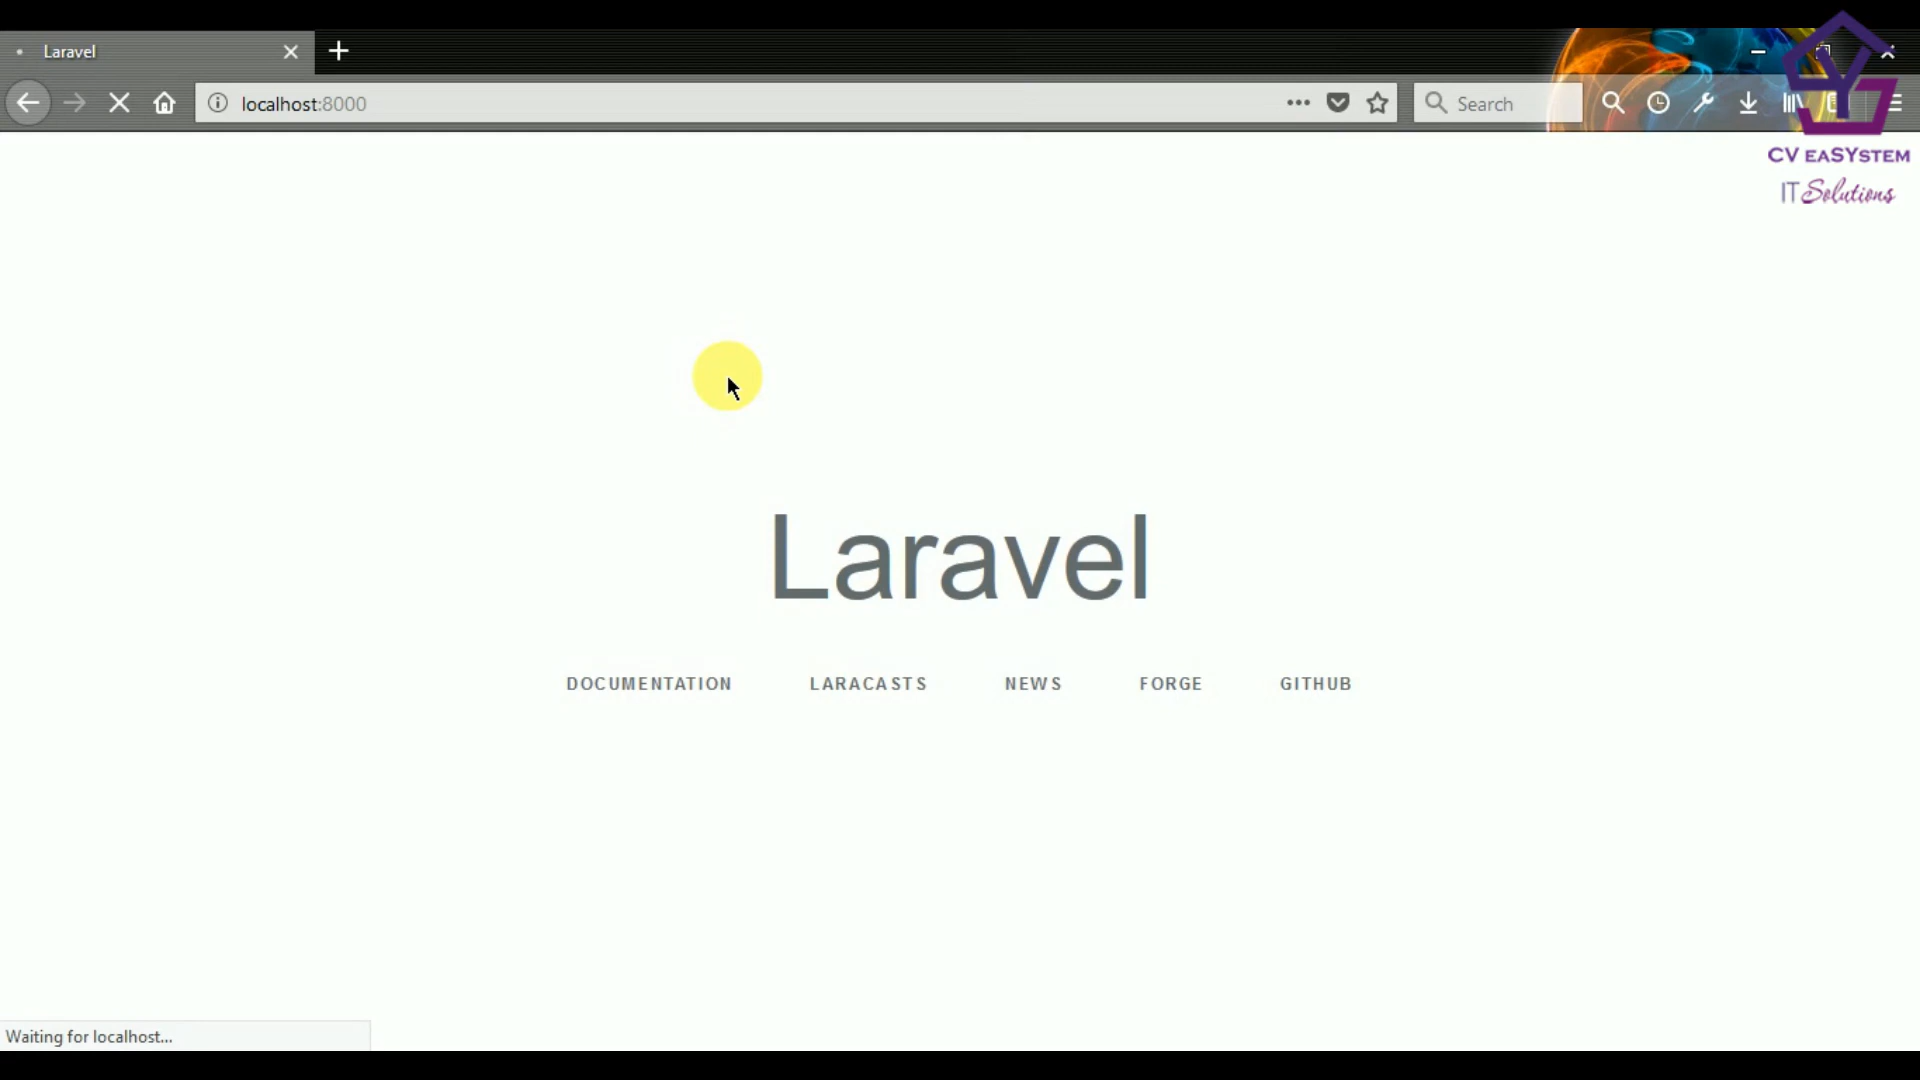 Laravel
localhost:8000
Search
CV EASYSTEM
IT Solutions
Laravel
DOCUMENTATION
LARACASTS
NEWS
FORGE
GITHUB
Waiting for localhost...